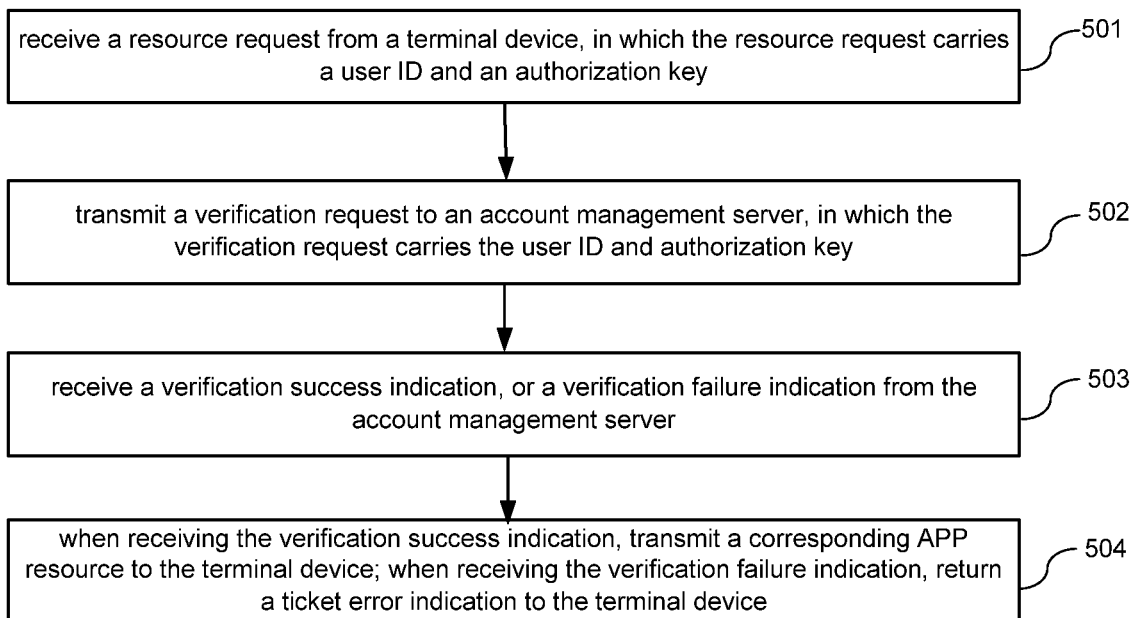 receive a resource request from a terminal device, in which the resource request carries
a user ID and an authorization key
501
transmit a verification request to an account management server, in which the
verification request carries the user ID and authorization key
502
receive a verification success indication, or a verification failure indication from the
account management server
503
when receiving the verification success indication, transmit a corresponding APP
resource to the terminal device; when receiving the verification failure indication, return
a ticket error indication to the terminal device
504